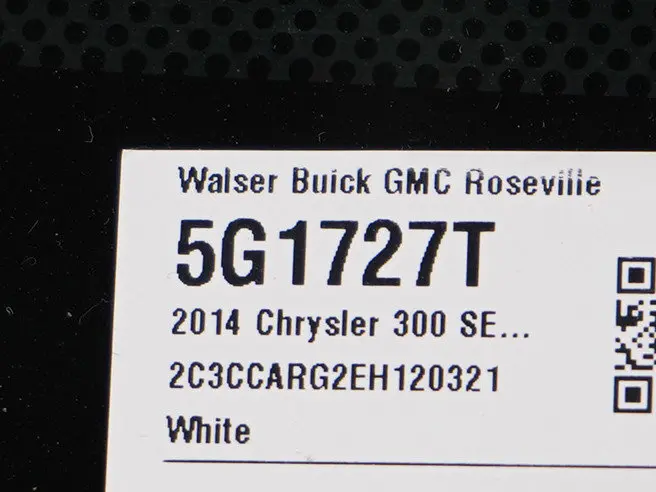 Walser Buick GMC Roseville
5G1727T
2014 Chrysler 300 SE...
2C3CCARG2EH120321
White